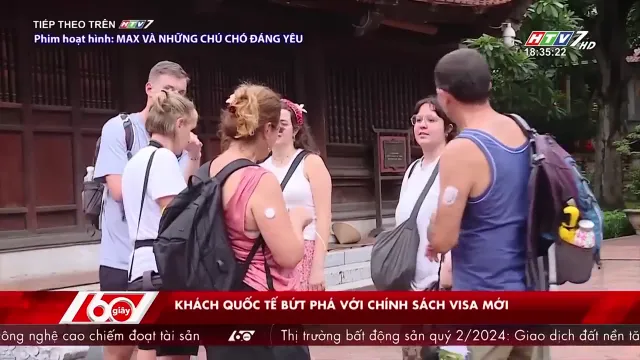 TIẾP THEO TRÊN HTV7
Phim hoạt hình: MAX VÀ NHỮNG CHÚ CHÓ ĐÁNG YÊU
HTV7 HD
18:35:22
60 giây
KHÁCH QUỐC TẾ BỨT PHÁ VỚI CHÍNH SÁCH VISA MỚI
ông nghệ cao chiếm đoạt tài sản 60 Thị trường bất động sản quý 2/2024: Giao dịch đất nền tă